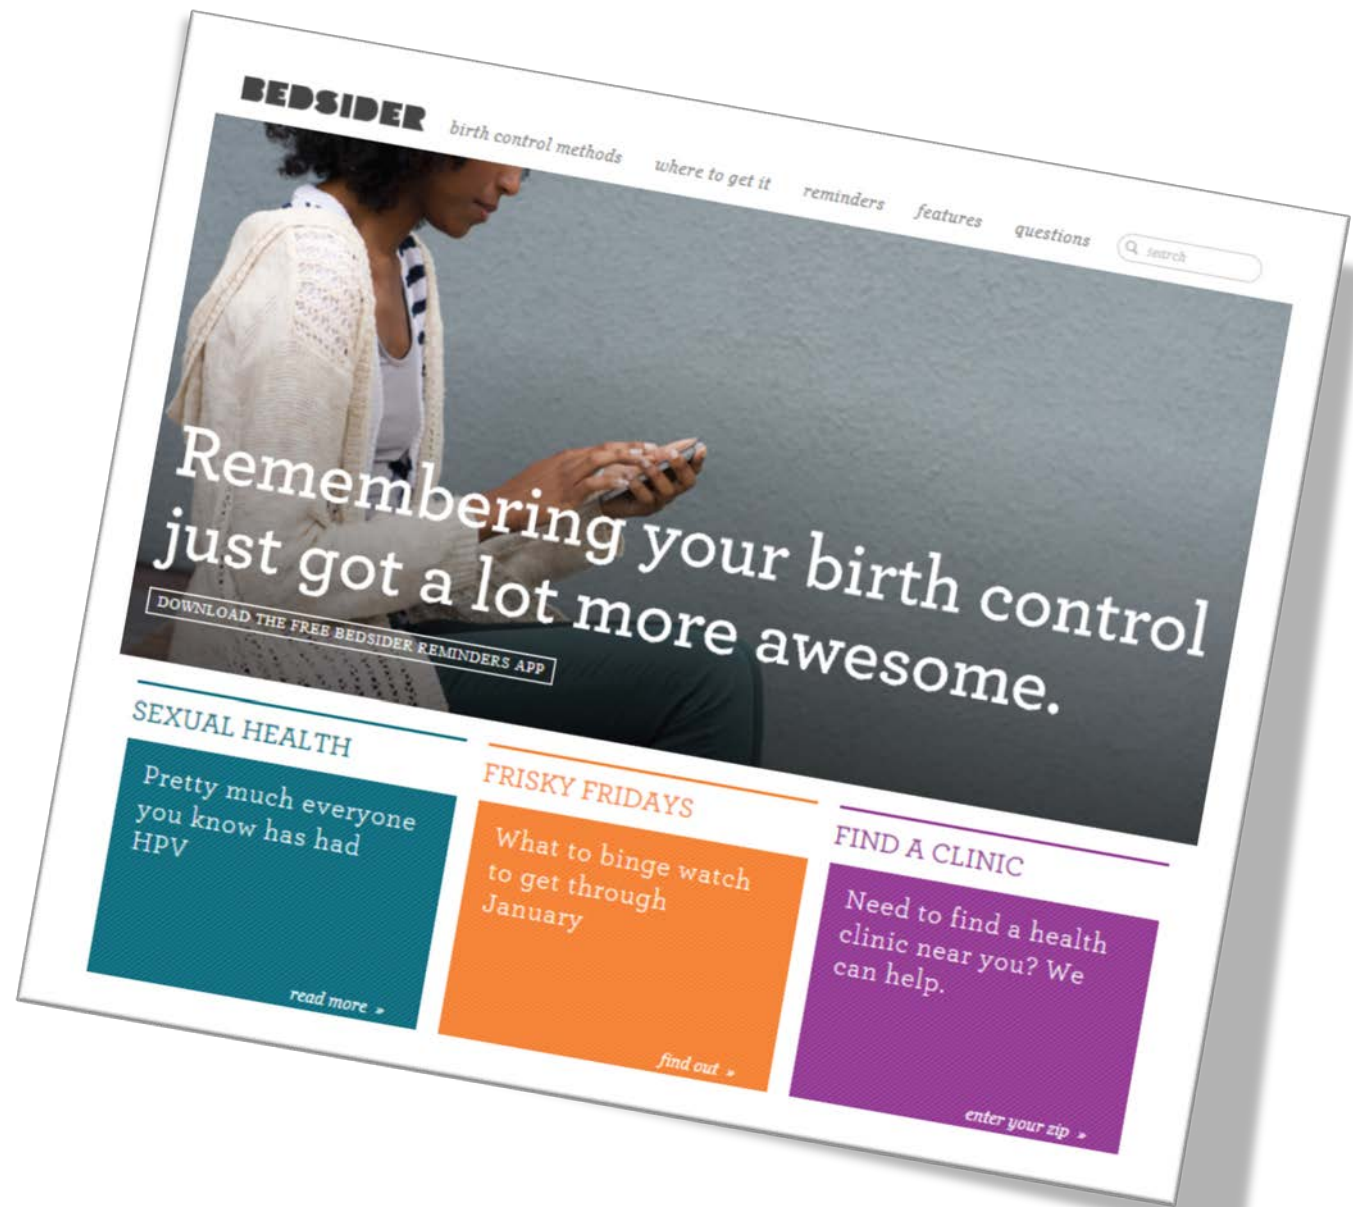 BEDSIDER
birth control methods
where to get it
reminders
features
questions
search
Remembering your birth control
just got a lot more awesome.
DOWNLOAD THE FREE BEDSIDER REMINDERS APP
SEXUAL HEALTH
Pretty much everyone
you know has had
HPV
read more »
FRISKY FRIDAYS
What to binge watch
to get through
January
find out »
FIND A CLINIC
Need to find a health
clinic near you? We
can help.
enter your zip »